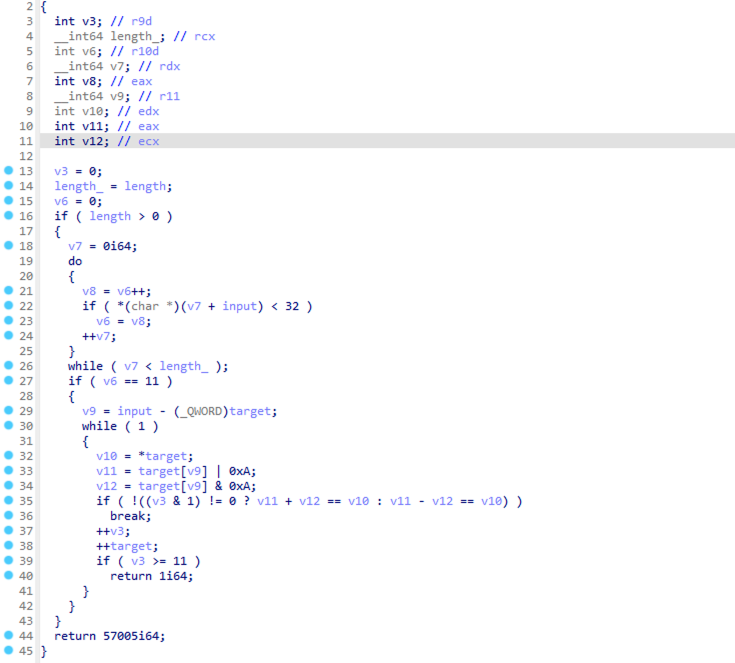 2 {
3 int v3; // r9d
4 __int64 length_; // rcx
5 int v6; // r10d
6 __int64 v7; // rdx
7 int v8; // eax
8 __int64 v9; // r11
9 int v10; // edx
10 int v11; // eax
11 int v12; // ecx
12
13 v3 = 0;
14 length_ = length;
15 v6 = 0;
16 if ( length > 0 )
17 {
18 v7 = 0i64;
19 do
20 {
21 v8 = v6++;
22 if ( *(char *)(v7 + input) < 32 )
23 v6 = v8;
24 ++v7;
25 }
26 while ( v7 < length_ );
27 if ( v6 == 11 )
28 {
29 v9 = input - (_QWORD)target;
30 while ( 1 )
31 {
32 v10 = *target;
33 v11 = target[v9] | 0xA;
34 v12 = target[v9] & 0xA;
35 if ( !((v3 & 1) != 0 ? v11 + v12 == v10 : v11 - v12 == v10) )
36 break;
37 ++v3;
38 ++target;
39 if ( v3 >= 11 )
40 return 1i64;
41 }
42 }
43 }
44 return 57005i64;
45 }